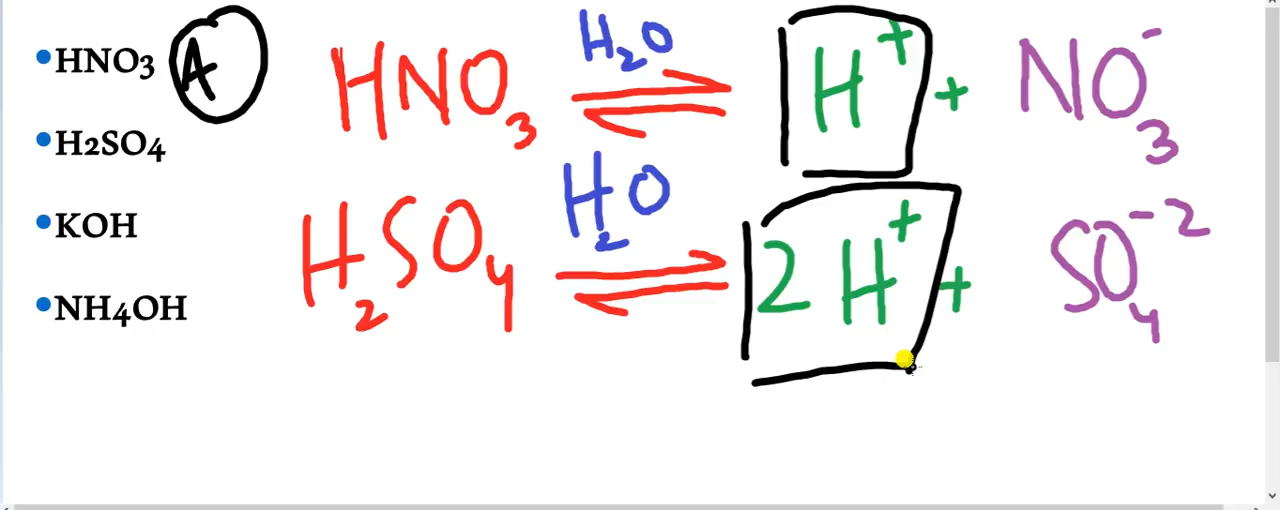 •HNO3 A HNO₃ H₂O ⇌ H⁺ + NO₃⁻
•H2SO4 H₂SO₄ H₂O ⇌ 2H⁺ + SO₄⁻²
•KOH
•NH4OH